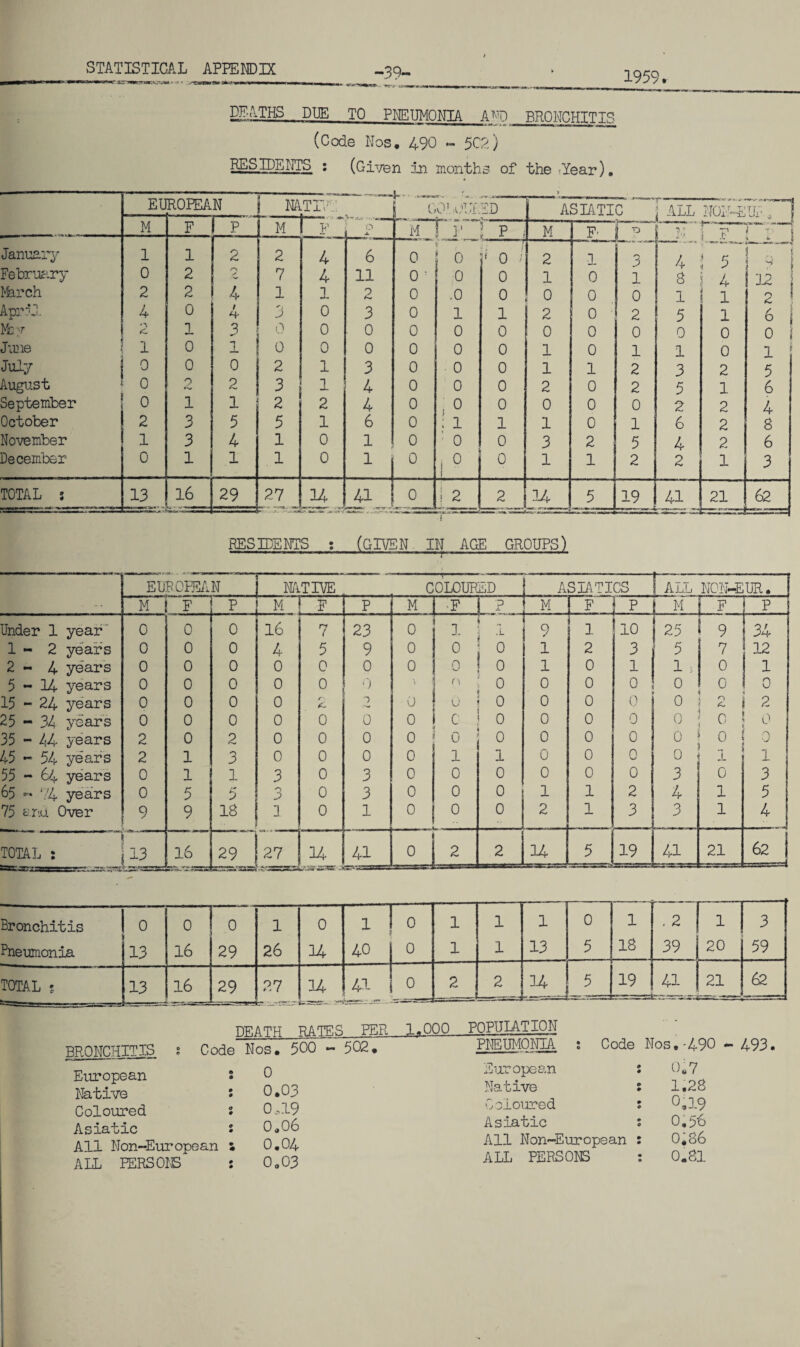 STATISTICAL APPENDIX -39- 1959.
DEATHS DUE TO PNEUMONIA AND BRONCHITIS
(Code Nos. 490 - 502)
RESIDENTS : (Given in months of the Year).
EUROPEAN NATIVE COLOURED ASIATIC ALL NON-EUR.
M F P M F P M F P M F P M F P
January 1 1 2 2 4 6 0 0 0 2 1 3 4 5 9
February 0 2 2 7 4 11 0 0 0 1 0 1 8 4 12
March 2 2 4 1 1 2 0 0 0 0 0 0 1 1 2
April 4 0 4 3 0 3 0 1 1 2 0 2 5 1 6
May 2 1 3 0 0 0 0 0 0 0 0 0 0 0 0
June 1 0 1 0 0 0 0 0 0 1 0 1 1 0 1
July 0 0 0 2 1 3 0 0 0 1 1 2 3 2 5
August 0 2 2 3 1 4 0 0 0 2 0 2 5 1 6
September 0 1 1 2 2 4 0 0 0 0 0 0 2 2 4
October 2 3 5 5 1 6 0 1 1 1 0 1 6 2 8
November 1 3 4 1 0 1 0 0 0 3 2 5 4 2 6
December 0 1 1 1 0 1 0 0 0 1 1 2 2 1 3
TOTAL : 13 16 29 27 14 41 0 2 2 14 5 19 41 21 62
RESIDENTS : (GIVEN IN AGE GROUPS)
EUROPEAN NATIVE COLOURED ASIATICS ALL NON-EUR.
M F P M F P M F P M F P M F P
Under 1 year 0 0 0 16 7 23 0 1 1 9 1 10 25 9 34
1 - 2 years 0 0 0 4 5 9 0 0 0 1 2 3 5 7 12
2 - 4 years 0 0 0 0 0 0 0 0 0 1 0 1 1 0 1
5 - 14 years 0 0 0 0 0 0 0 0 0 0 0 0 0 0
15 - 24 years 0 0 0 0 2 2 0 0 0 0 0 0 0 2 2
25 - 34 years 0 0 0 0 0 0 0 0 0 0 0 0 0 0 0
35 - 44 years 2 0 2 0 0 0 0 0 0 0 0 0 0 0 0
45 - 54 years 2 1 3 0 0 0 0 1 1 0 0 0 0 1 1
55 - 64 years 0 1 1 3 0 3 0 0 0 0 0 0 3 0 3
65 - 74 years 0 5 5 3 0 3 0 0 0 1 1 2 4 1 5
75 and Over 9 9 18 1 0 1 0 0 0 2 1 3 3 1 4
TOTAL : 13 16 29 27 14 41 0 2 2 14 5 19 41 21 62
Bronchitis 0 0 0 1 0 1 0 1 1 1 0 1 2 1 3
Pneumonia 13 16 29 26 14 40 0 1 1 13 5 18 39 20 59
TOTAL : 13 16 29 27 14 41 0 2 2 14 5 19 41 21 62
DEATH RATES PER 1,000 POPULATION
BRONCHITIS : Code Nos. 500 - 502. PNEUMONIA : Code Nos. 490 - 493.
European : 0 European : 0.7
Native : 0.03 Native : 1.28
Coloured : 0.19 Coloured : 0.19
Asiatic : 0.06 Asiatic : 0.56
All Non-European : 0.04 All Non-European : 0.86
ALL PERSONS : 0.03 ALL PERSONS : 0.81